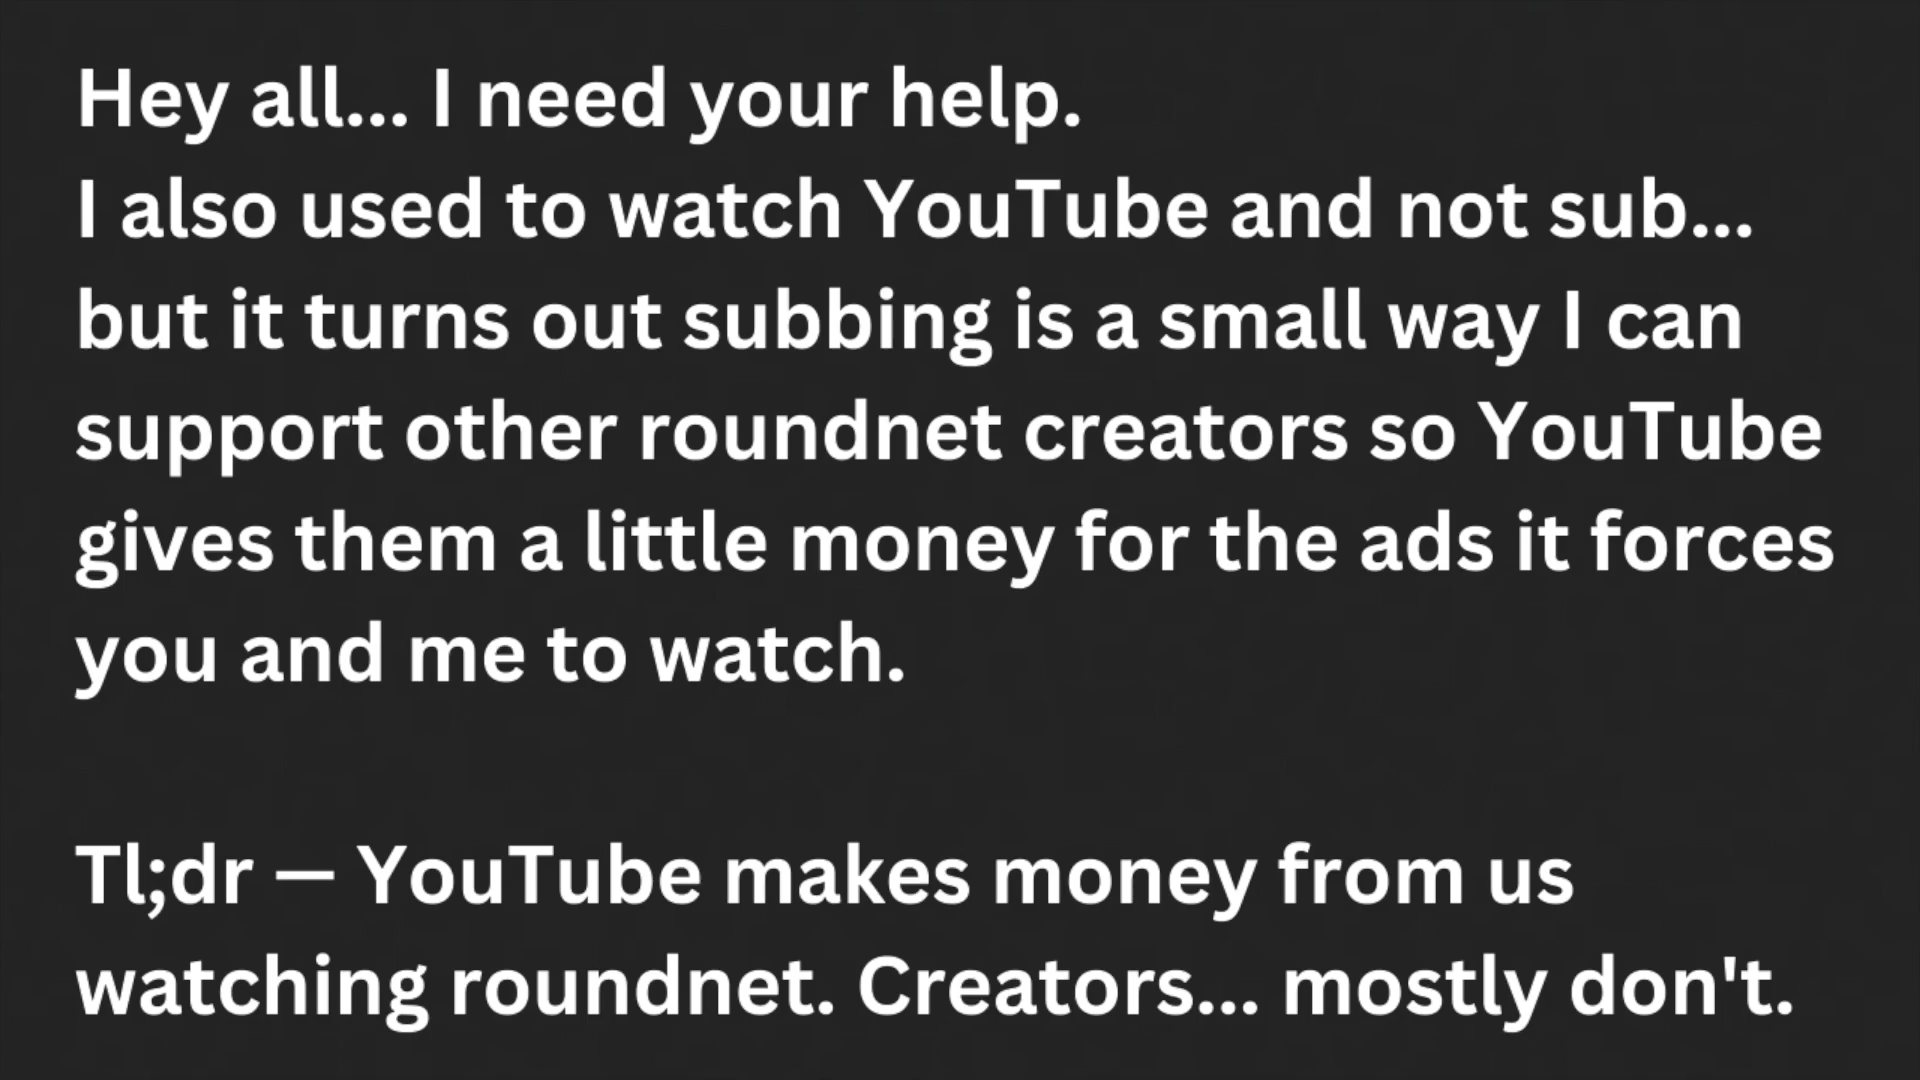 Hey all... I need your help.
I also used to watch YouTube and not sub...
but it turns out subbing is a small way I can
support other roundnet creators so YouTube
gives them a little money for the ads it forces
you and me to watch.
Tl;dr — YouTube makes money from us
watching roundnet. Creators... mostly don't.